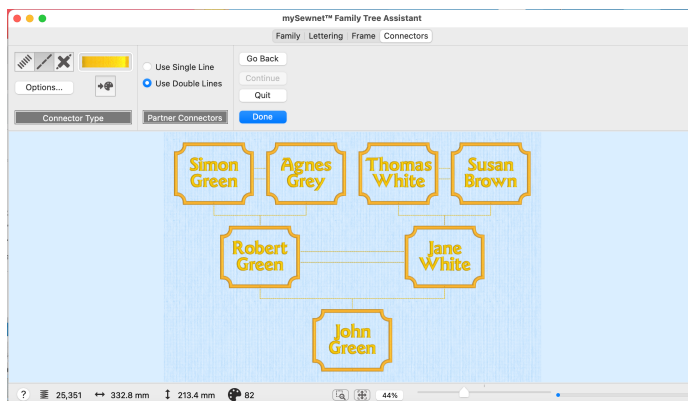 mySewnet™ Family Tree Assistant
Family Lettering Frame Connectors
Use Single Line
Use Double Lines
Options...
Connector Type
Partner Connectors
Go Back
Continue
Quit
Done
Simon
Green
Agnes
Grey
Thomas
White
Susan
Brown
Robert
Green
Jane
White
John
Green
? 25,351 332.8 mm 213.4 mm 82 44%